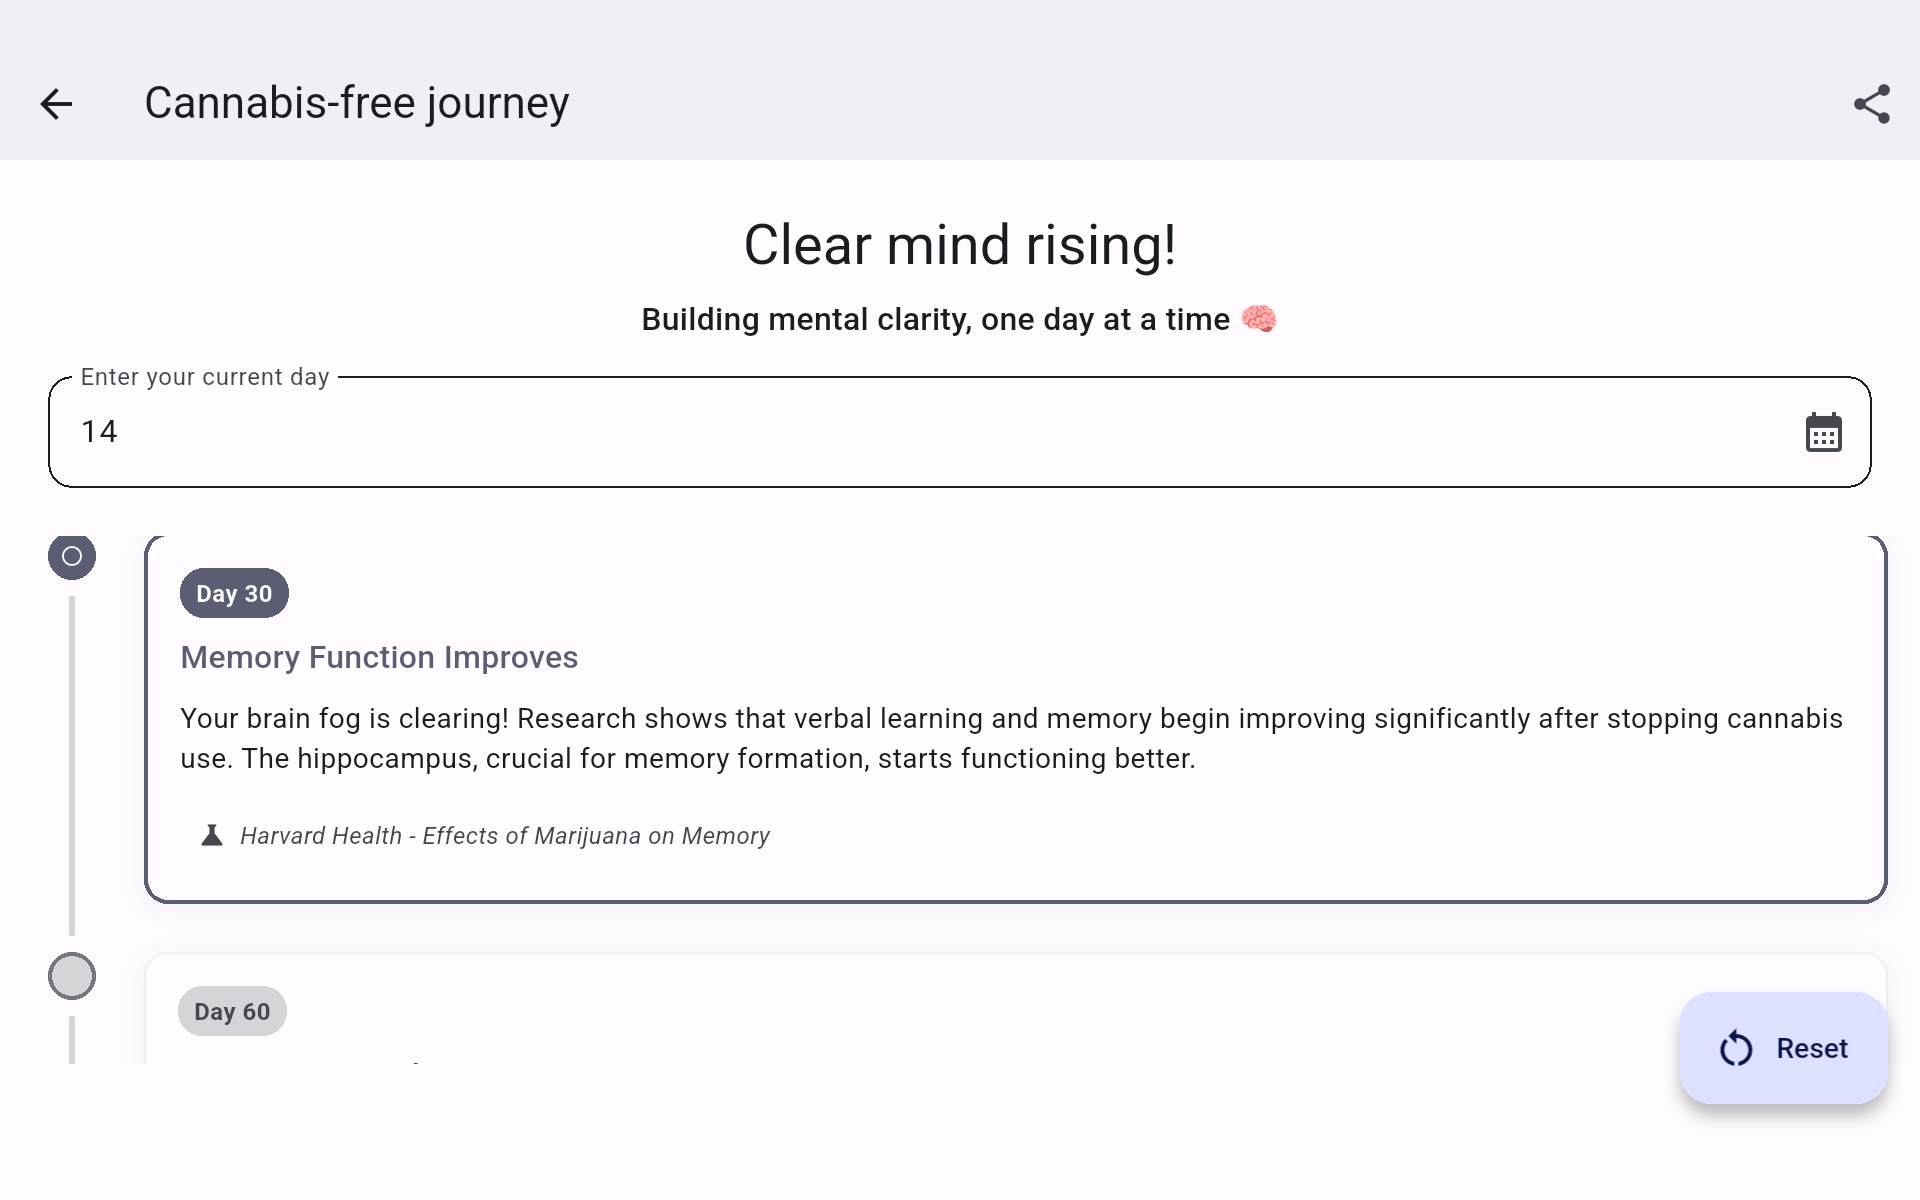 Cannabis-free journey
Clear mind rising!
Building mental clarity, one day at a time 🧠
Enter your current day
14
Day 30
Memory Function Improves
Your brain fog is clearing! Research shows that verbal learning and memory begin improving significantly after stopping cannabis
use. The hippocampus, crucial for memory formation, starts functioning better.
Harvard Health - Effects of Marijuana on Memory
Day 60
Reset